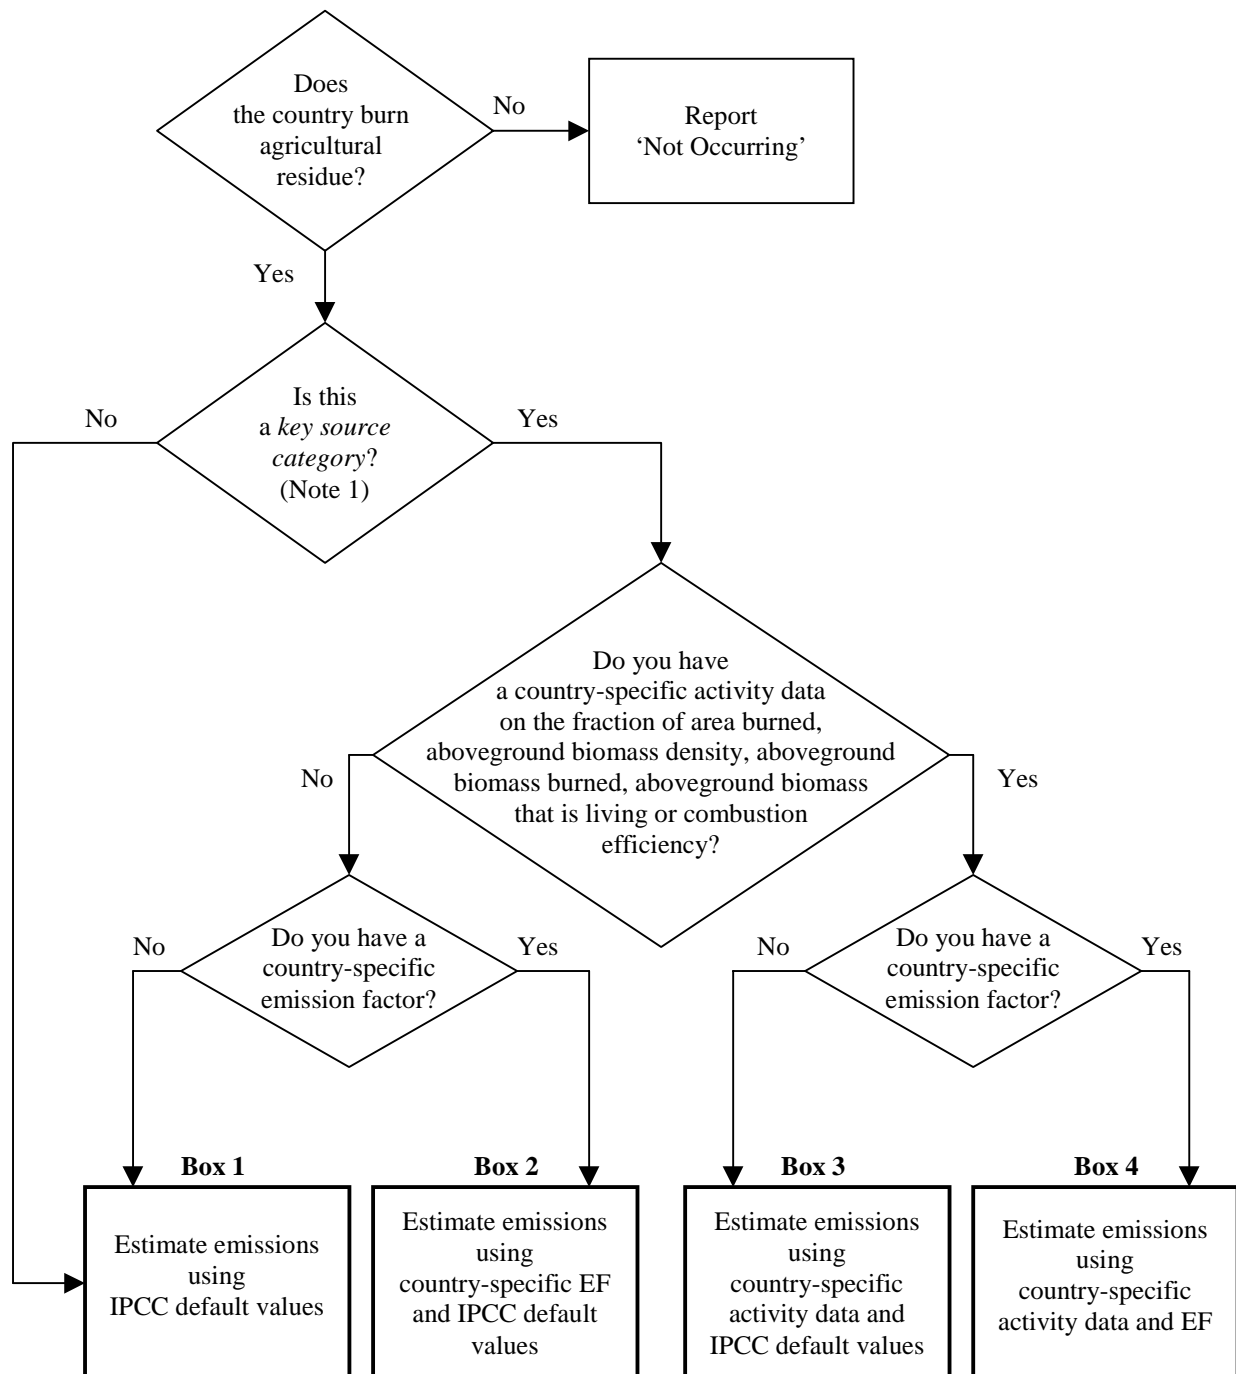 Does
the country burn
agricultural
residue?
No
Report
‘Not Occurring’
Yes
Is this
a key source
category?
(Note 1)
No
Yes
Do you have
a country-specific activity data
on the fraction of area burned,
aboveground biomass density, aboveground
biomass burned, aboveground biomass
that is living or combustion
efficiency?
No
Yes
Do you have a
country-specific
emission factor?
No
Yes
Do you have a
country-specific
emission factor?
No
Yes
Box 1
Estimate emissions
using
IPCC default values
Box 2
Estimate emissions
using
country-specific EF
and IPCC default
values
Box 3
Estimate emissions
using
country-specific
activity data and
IPCC default values
Box 4
Estimate emissions
using
country-specific
activity data and EF